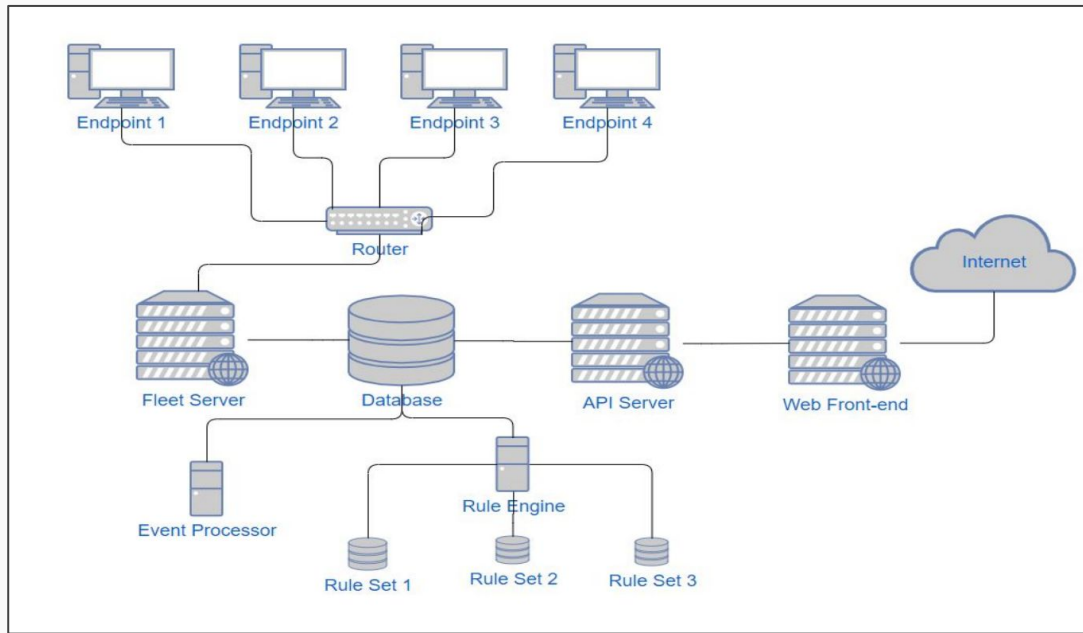 Endpoint 1
Endpoint 2
Endpoint 3
Endpoint 4
Router
Internet
Fleet Server
Database
API Server
Web Front-end
Rule Engine
Event Processor
Rule Set 1
Rule Set 2
Rule Set 3